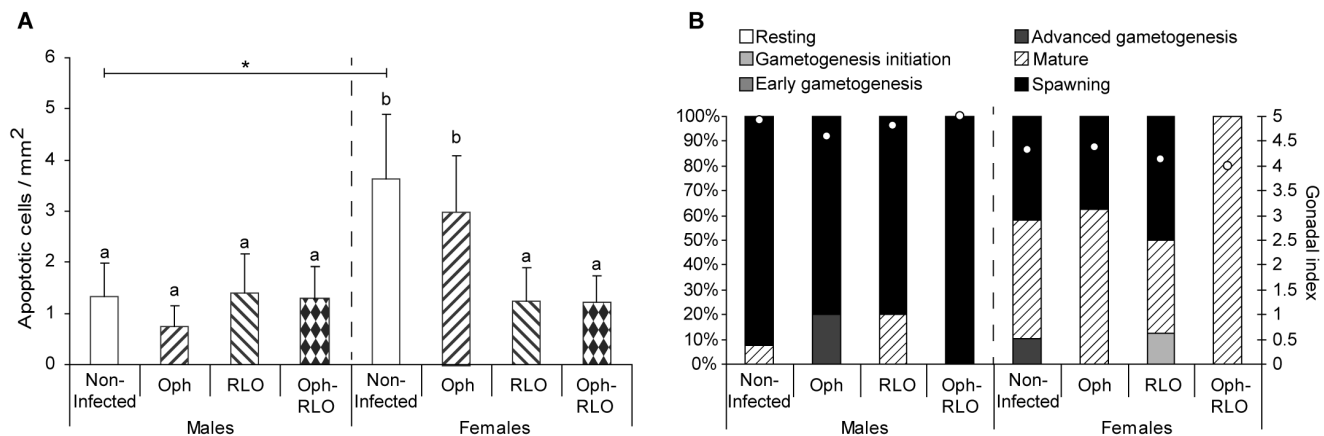 A
Apoptotic cells / mm²
6
5
4
3
2
1
0
*
a
a
a
a
b
b
a
a
Non-
Infected
Oph
RLO
Oph-
RLO
Non-
Infected
Oph
RLO
Oph-
RLO
Males
Females
B
Resting
Gametogenesis initiation
Early gametogenesis
Advanced gametogenesis
Mature
Spawning
100%
90%
80%
70%
60%
50%
40%
30%
20%
10%
0%
5
4.5
4
3.5
3
2.5
2
1.5
1
0.5
0
Gonadal index
Non-
Infected
Oph
RLO
Oph-
RLO
Non-
Infected
Oph
RLO
Oph-
RLO
Males
Females